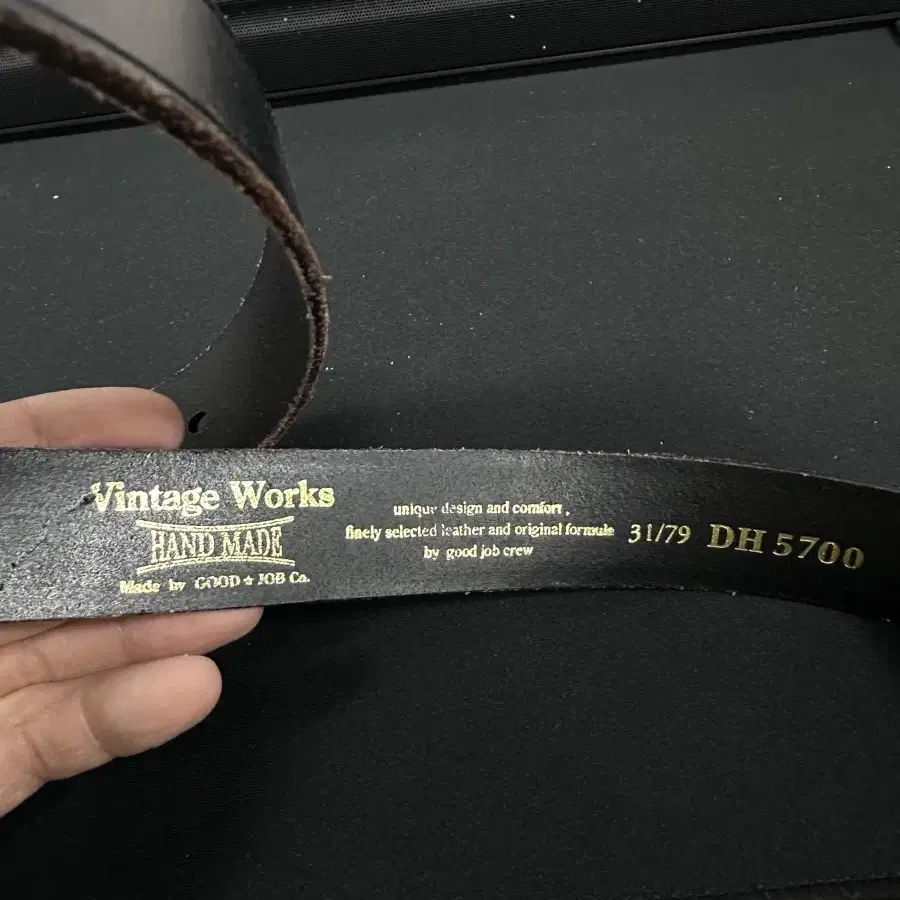 Vintage Works
HAND MADE
Made by GOOD★JOB Co.
unique design and comfort,
finely selected leather and original formule
by good job crew
31/79 DH 5700